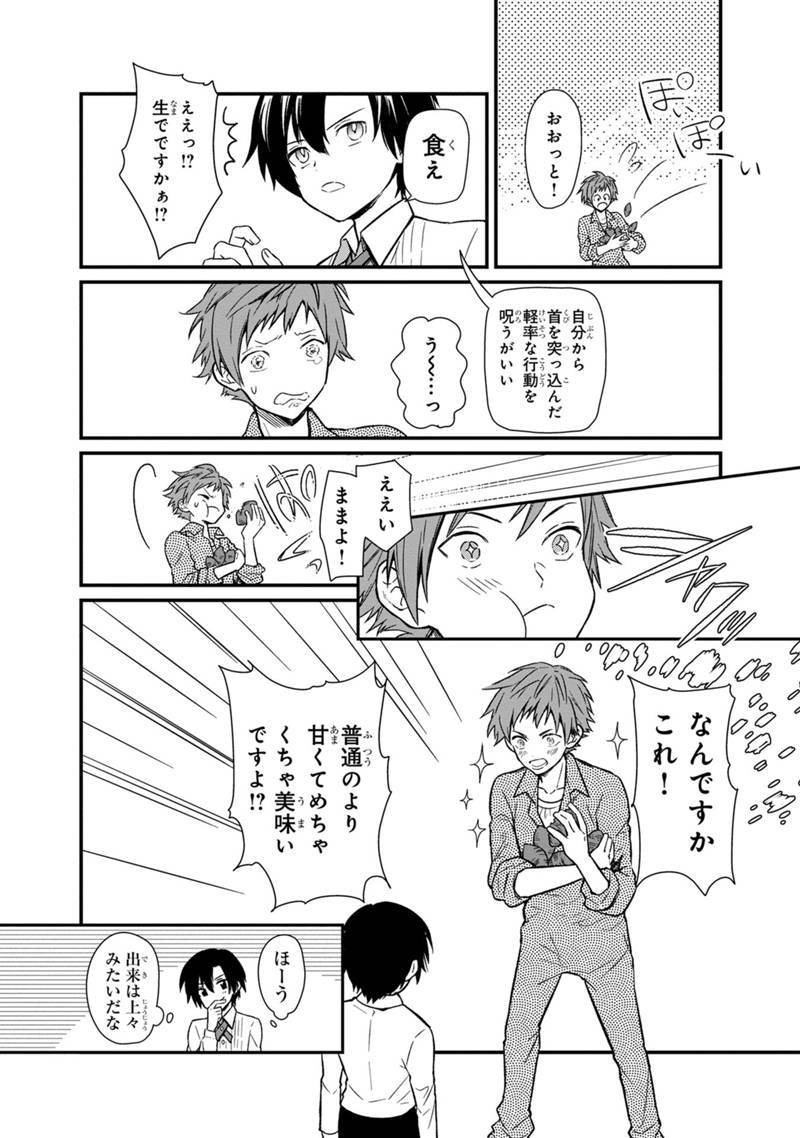 ぽいぽーい
おおっと！
食え
ええっ!?
生でですかぁ!?
自分から
首を突っ込んだ
軽率な行動を
呪うがいい
う〜…っ
ええい
ままよ！
シャクッ
なんですか
これ！
普通のより
甘くてめちゃ
くちゃ美味い
ですよ!?
ほーう
出来は上々
みたいだな